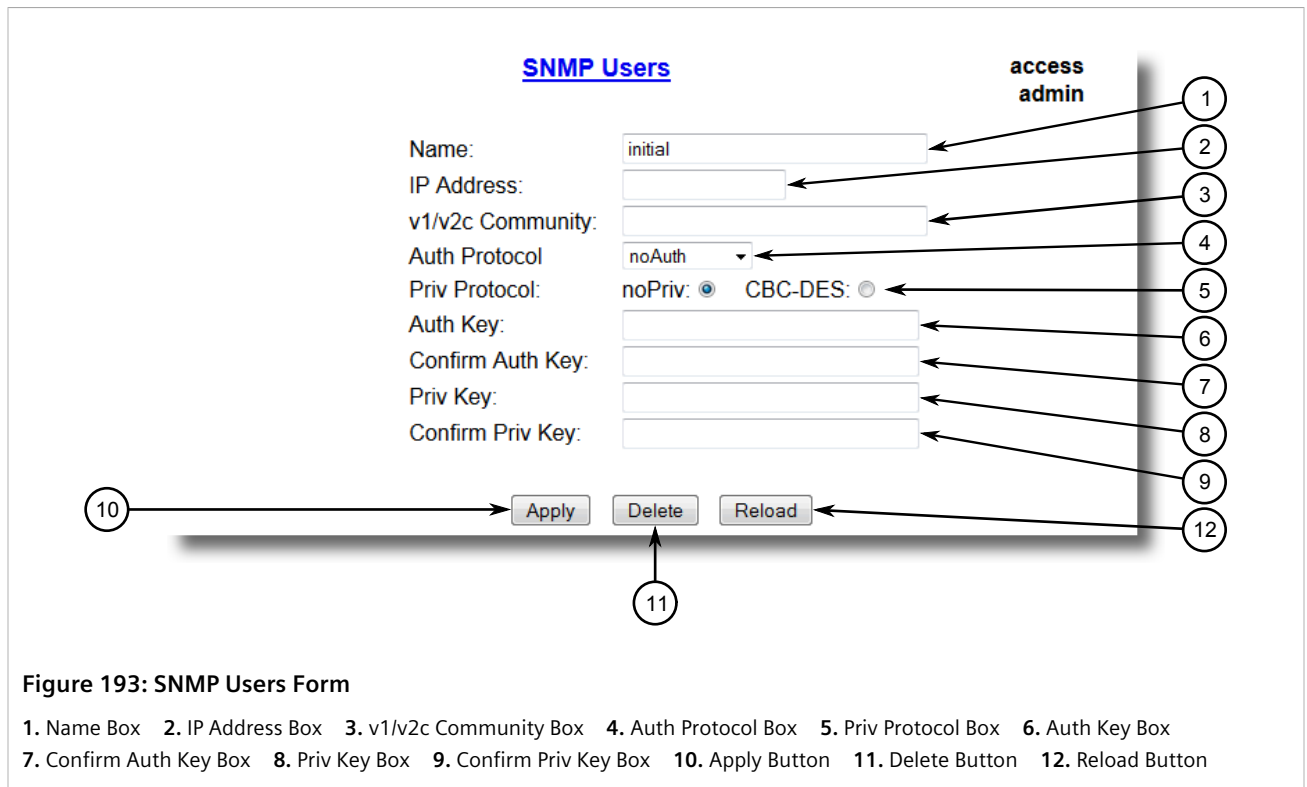 SNMP Users
access
admin
1
Name: initial
2
IP Address:
3
v1/v2c Community:
4
Auth Protocol noAuth
Priv Protocol: noPriv: CBC-DES:
5
Auth Key:
6
Confirm Auth Key:
7
Priv Key:
8
Confirm Priv Key:
9
10
Apply Delete Reload
12
11
Figure 193: SNMP Users Form
1. Name Box 2. IP Address Box 3. v1/v2c Community Box 4. Auth Protocol Box 5. Priv Protocol Box 6. Auth Key Box
7. Confirm Auth Key Box 8. Priv Key Box 9. Confirm Priv Key Box 10. Apply Button 11. Delete Button 12. Reload Button